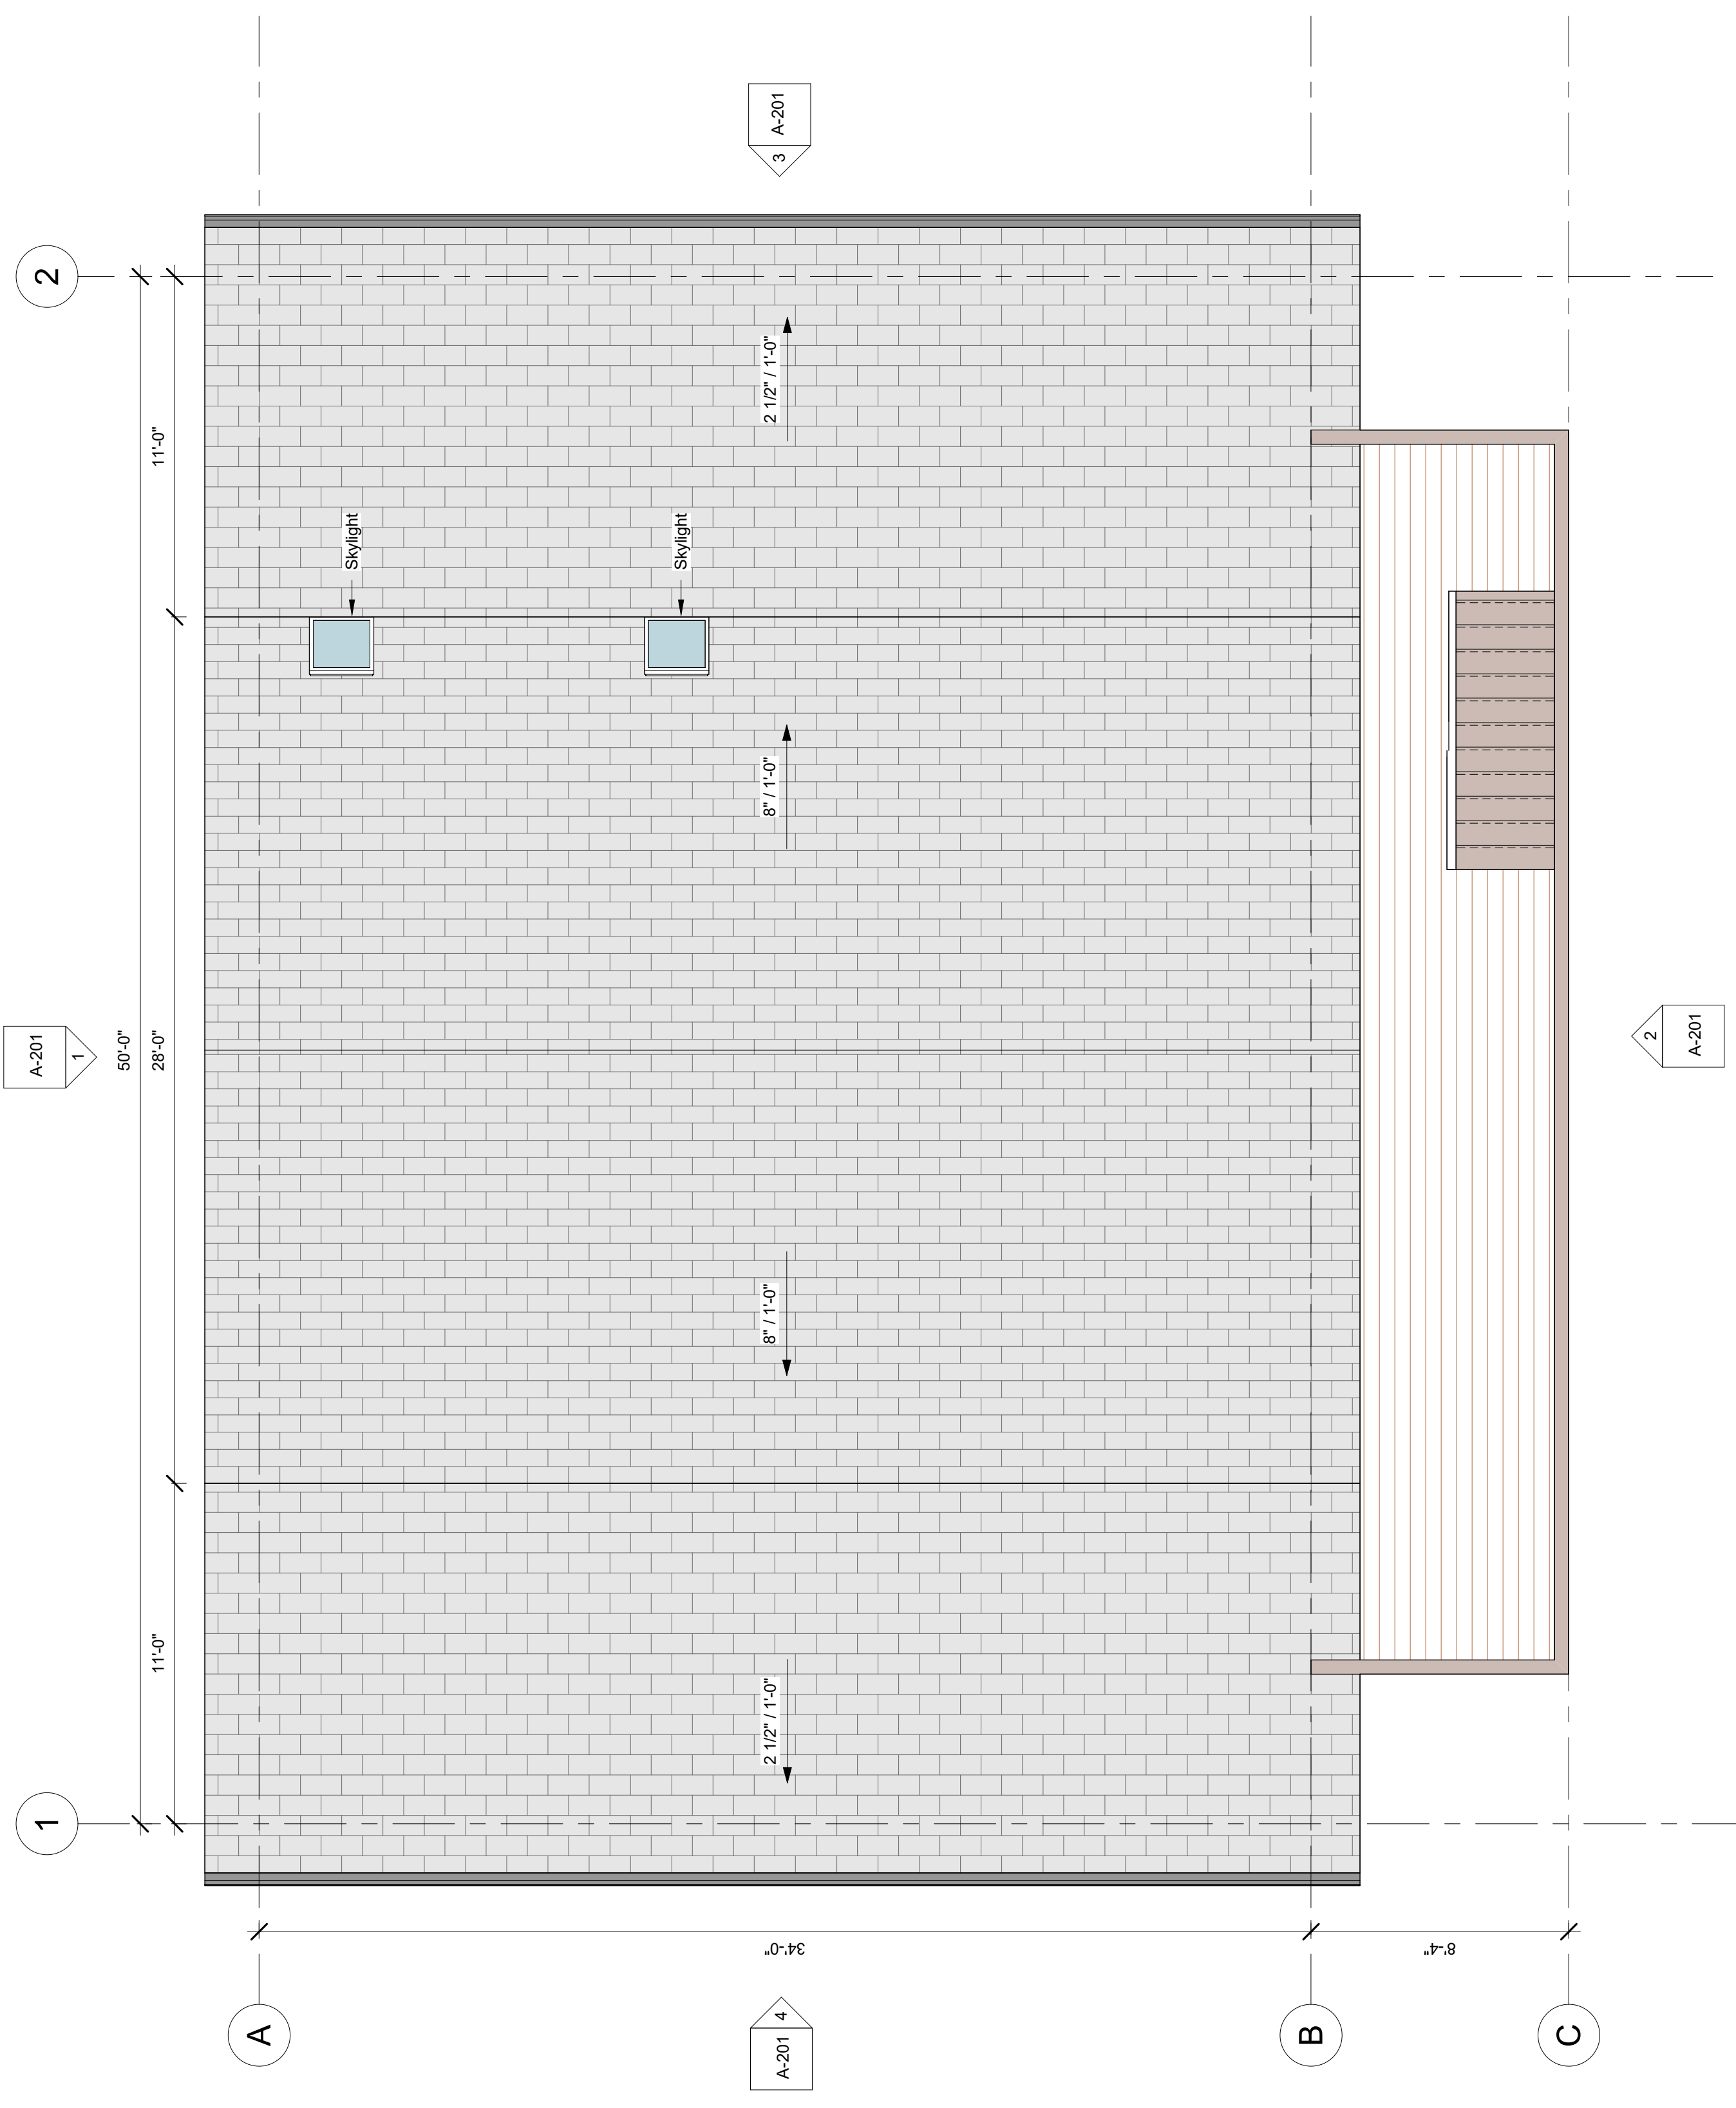 1
2
50'-0"
11'-0"
28'-0"
11'-0"
A-201
1
A
B
C
34'-0"
8'-4"
Skylight
Skylight
2 1/2" / 1'-0"
8" / 1'-0"
8" / 1'-0"
2 1/2" / 1'-0"
A-201
4
3
A-201
2
A-201